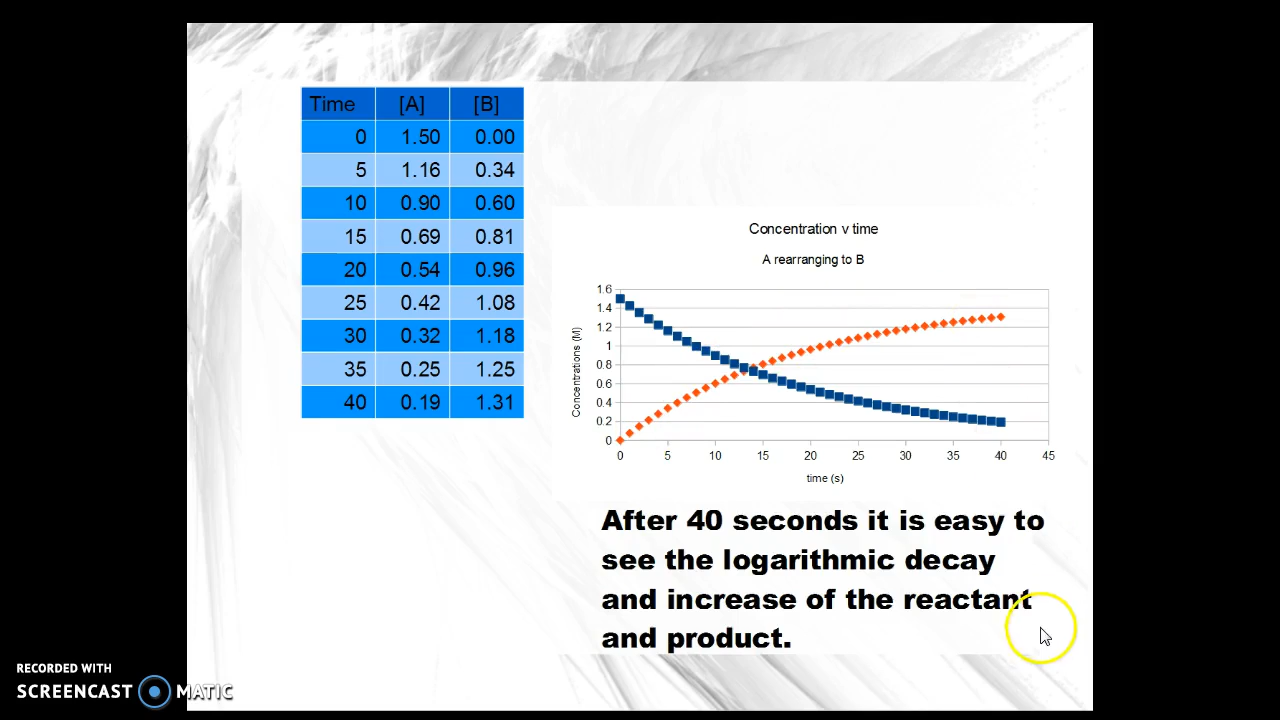 Time [A] [B]
0 1.50 0.00
5 1.16 0.34
10 0.90 0.60
15 0.69 0.81
20 0.54 0.96
25 0.42 1.08
30 0.32 1.18
35 0.25 1.25
40 0.19 1.31
Concentration v time
A rearranging to B
Concentrations (M)
1.6
1.4
1.2
1
0.8
0.6
0.4
0.2
0
0 5 10 15 20 25 30 35 40 45
time (s)
After 40 seconds it is easy to
see the logarithmic decay
and increase of the reactant
and product.
RECORDED WITH
SCREENCAST MATIC